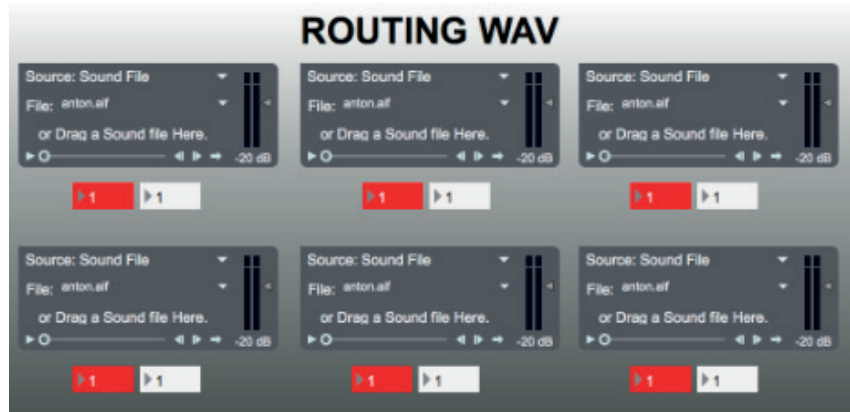 ROUTING WAV
Source: Sound File
File: anton.aif
or Drag a Sound file Here.
-20 dB
1 1
Source: Sound File
File: anton.aif
or Drag a Sound file Here.
-20 dB
1 1
Source: Sound File
File: anton.aif
or Drag a Sound file Here.
-20 dB
1 1
Source: Sound File
File: anton.aif
or Drag a Sound file Here.
-20 dB
1 1
Source: Sound File
File: anton.aif
or Drag a Sound file Here.
-20 dB
1 1
Source: Sound File
File: anton.aif
or Drag a Sound file Here.
-20 dB
1 1